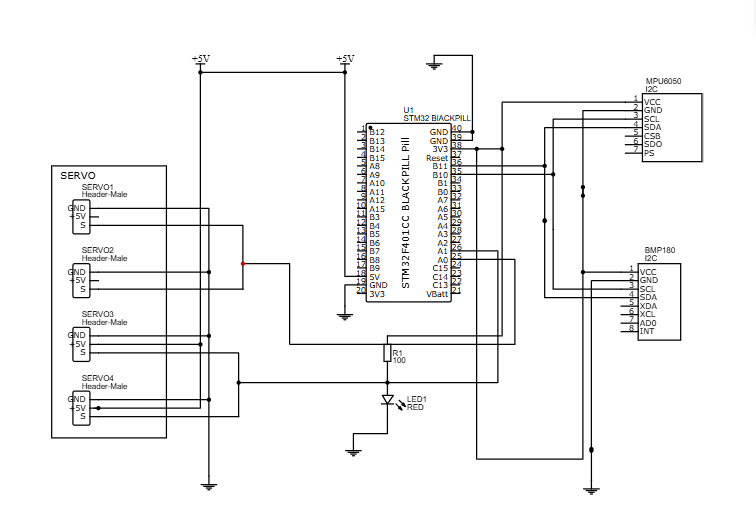 +5V
+5V
MPU6050
I2C
1 VCC
2 GND
3 SCL
4 SDA
5 CSB
6 SDO
7 PS
U1
STM32 BlACKPILL
STM32F401CC BLACKPILL Pill
1 B12
2 B13
3 B14
4 B15
5 A8
6 A9
7 A10
8 A11
9 A12
10 A15
11 B3
12 B4
13 B5
14 B6
15 B7
16 B8
17 B9
18 5V
19 GND
20 3V3
GND 40
GND 39
3V3 38
Reset 37
B11 36
B10 35
B1 34
B0 33
A7 32
A6 31
A5 30
A4 29
A3 28
A2 27
A1 26
A0 25
C15 24
C14 23
C13 22
VBatt 21
SERVO
SERVO1
Header-Male
GND
+5V
S
SERVO2
Header-Male
GND
+5V
S
SERVO3
Header-Male
GND
+5V
S
SERVO4
Header-Male
GND
+5V
S
BMP180
I2C
1 VCC
2 GND
3 SCL
4 SDA
5 XDA
6 XCL
7 AD0
8 INT
R1
100
LED1
RED